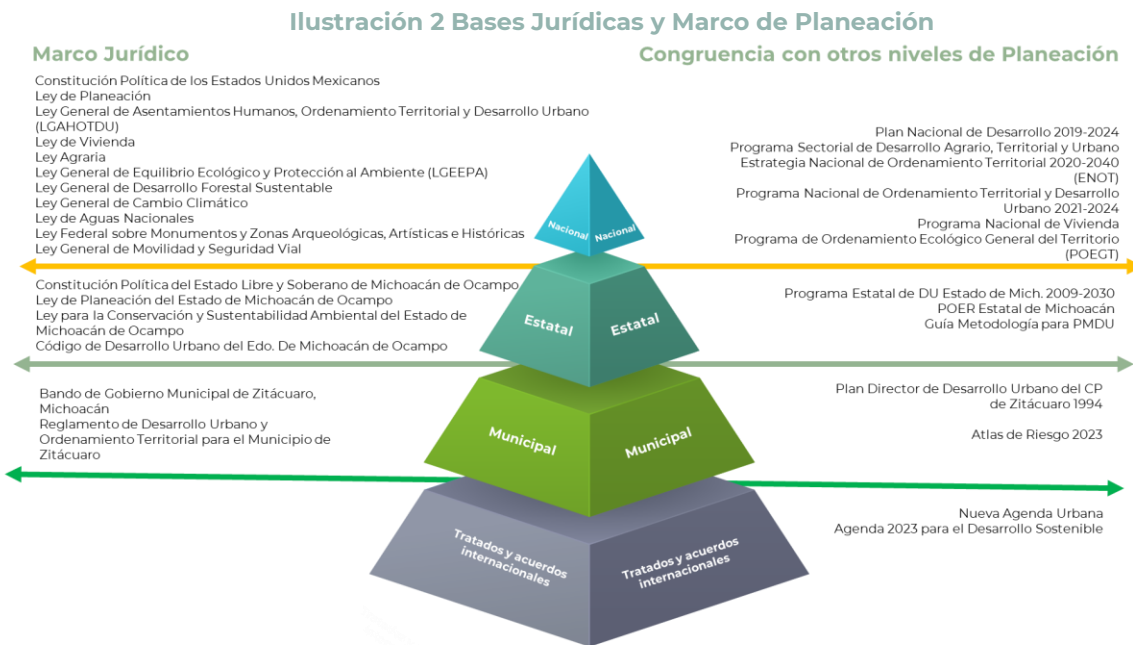 Ilustración 2 Bases Jurídicas y Marco de Planeación
Marco Jurídico
Constitución Política de los Estados Unidos Mexicanos
Ley de Planeación
Ley General de Asentamientos Humanos, Ordenamiento Territorial y Desarrollo Urbano
(LGAHOTDU)
Ley de Vivienda
Ley Agraria
Ley General de Equilibrio Ecológico y Protección al Ambiente (LGEEPA)
Ley General de Desarrollo Forestal Sustentable
Ley General de Cambio Climático
Ley de Aguas Nacionales
Ley Federal sobre Monumentos y Zonas Arqueológicas, Artísticas e Históricas
Ley General de Movilidad y Seguridad Vial
Congruencia con otros niveles de Planeación
Plan Nacional de Desarrollo 2019-2024
Programa Sectorial de Desarrollo Agrario, Territorial y Urbano
Estrategia Nacional de Ordenamiento Territorial 2020-2040
(ENOT)
Programa Nacional de Ordenamiento Territorial y Desarrollo
Urbano 2021-2024
Programa Nacional de Vivienda
Programa de Ordenamiento Ecológico General del Territorio
(POEGT)
Nacional
Nacional
Constitución Política del Estado Libre y Soberano de Michoacán de Ocampo
Ley de Planeación del Estado de Michoacán de Ocampo
Ley para la Conservación y Sustentabilidad Ambiental del Estado de
Michoacán de Ocampo
Código de Desarrollo Urbano del Edo. De Michoacán de Ocampo
Estatal
Estatal
Programa Estatal de DU Estado de Mich. 2009-2030
POER Estatal de Michoacán
Guía Metodología para PMDU
Bando de Gobierno Municipal de Zitácuaro,
Michoacán
Reglamento de Desarrollo Urbano y
Ordenamiento Territorial para el Municipio de
Zitácuaro
Municipal
Municipal
Plan Director de Desarrollo Urbano del CP
de Zitácuaro 1994
Atlas de Riesgo 2023
Tratados y acuerdos
internacionales
Tratados y acuerdos
internacionales
Nueva Agenda Urbana
Agenda 2023 para el Desarrollo Sostenible